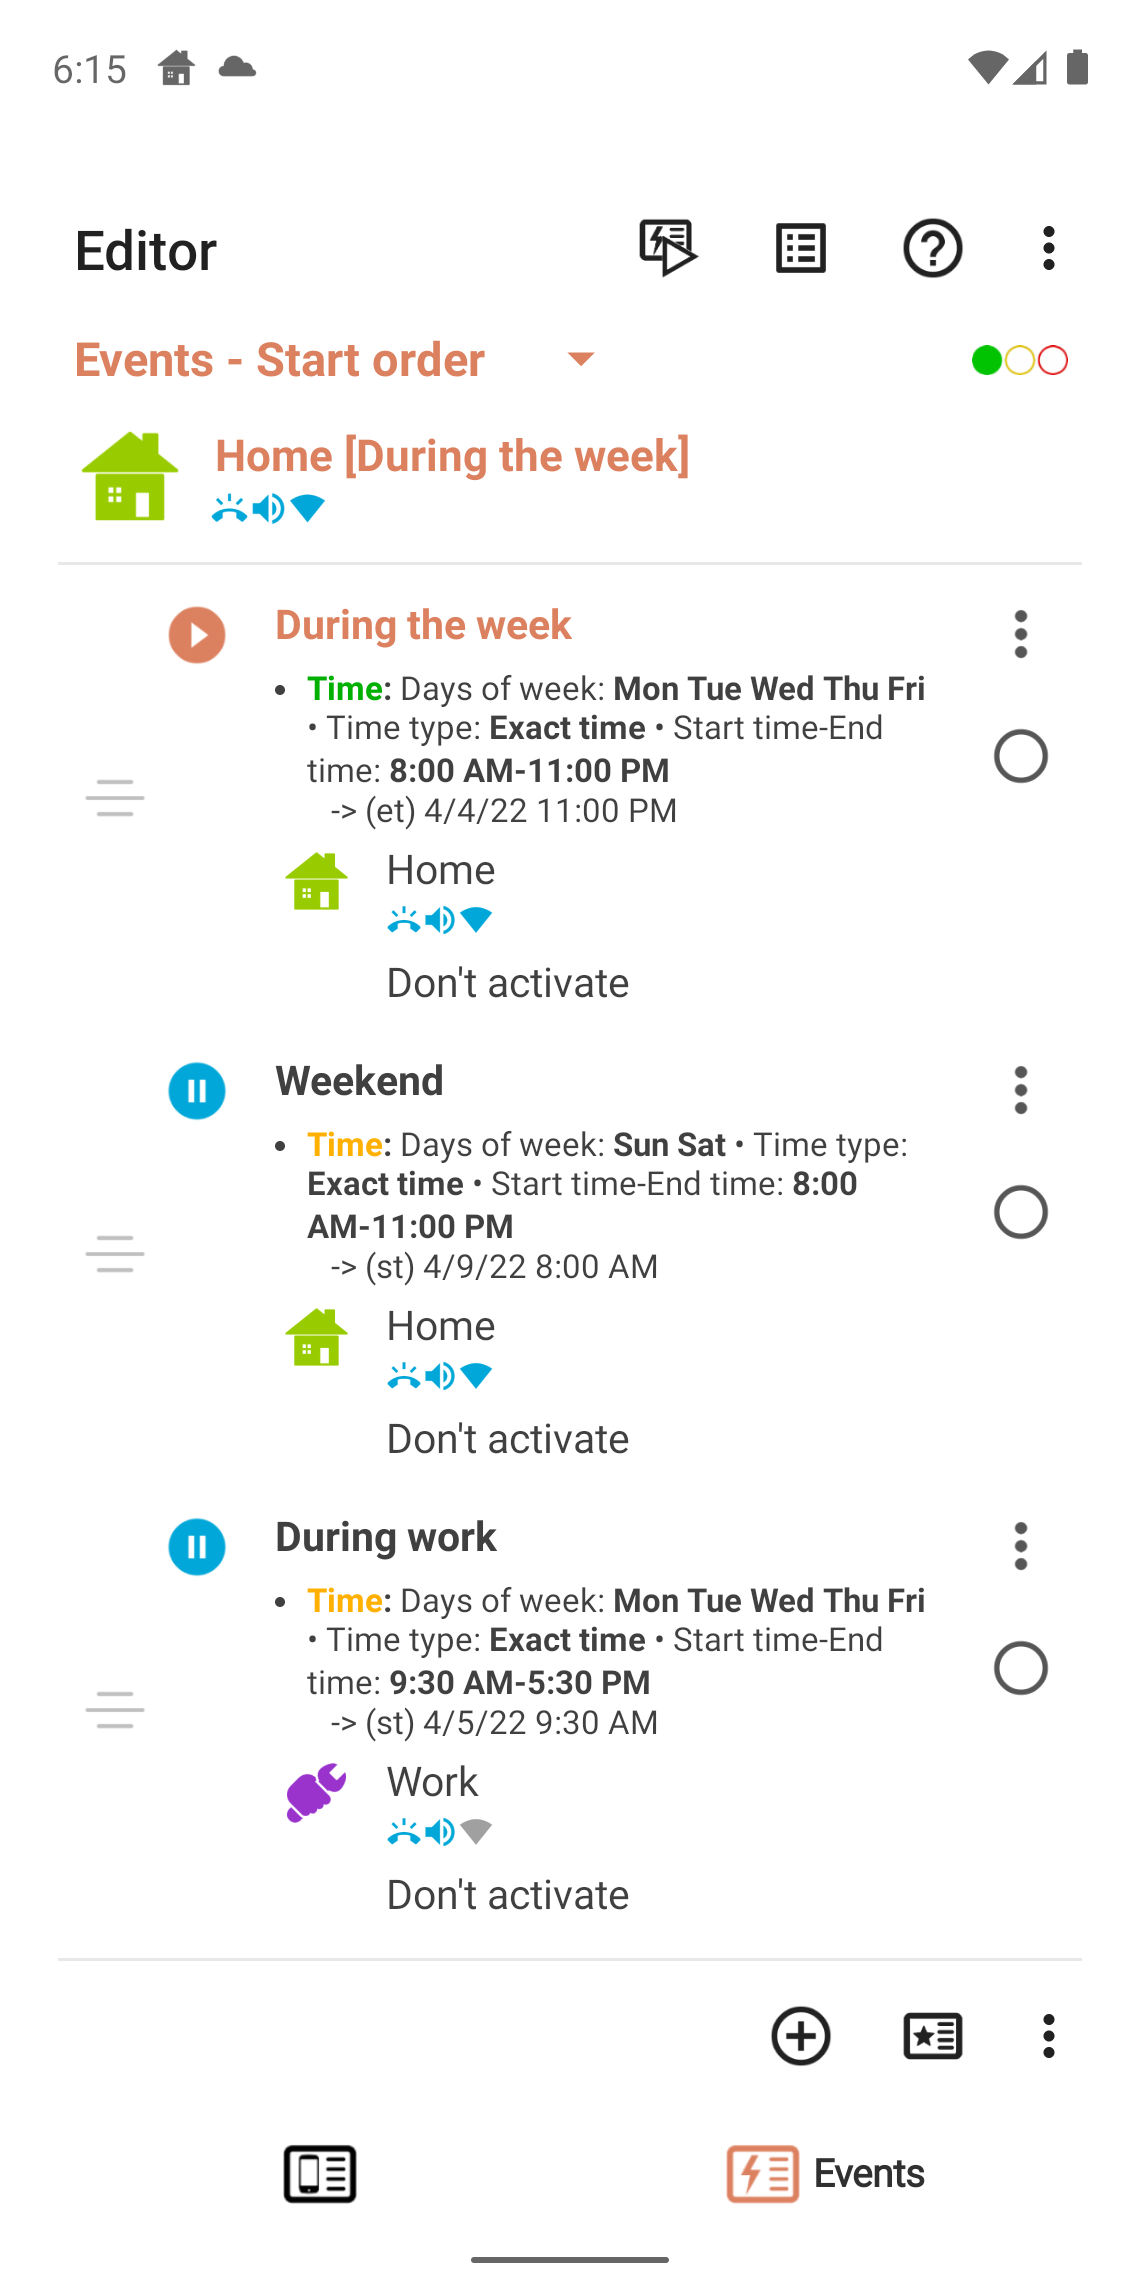 6:15
Editor
Events - Start order
Home [During the week]
During the week
• Time: Days of week: Mon Tue Wed Thu Fri
• Time type: Exact time • Start time-End
time: 8:00 AM-11:00 PM
-> (et) 4/4/22 11:00 PM
Home
Don't activate
Weekend
• Time: Days of week: Sun Sat • Time type:
Exact time • Start time-End time: 8:00
AM-11:00 PM
-> (st) 4/9/22 8:00 AM
Home
Don't activate
During work
• Time: Days of week: Mon Tue Wed Thu Fri
• Time type: Exact time • Start time-End
time: 9:30 AM-5:30 PM
-> (st) 4/5/22 9:30 AM
Work
Don't activate
Events